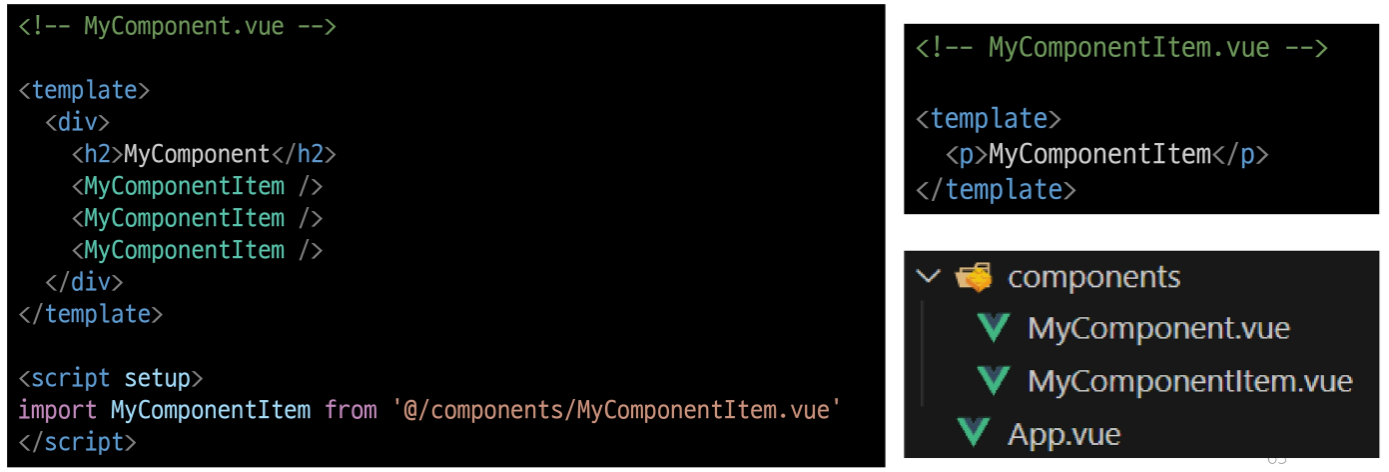 <!-- MyComponent.vue -->
<template>
  <div>
    <h2>MyComponent</h2>
    <MyComponentItem />
    <MyComponentItem />
    <MyComponentItem />
  </div>
</template>
<script setup>
import MyComponentItem from '@/components/MyComponentItem.vue'
</script>
<!-- MyComponentItem.vue -->
<template>
  <p>MyComponentItem</p>
</template>
components
MyComponent.vue
MyComponentItem.vue
App.vue